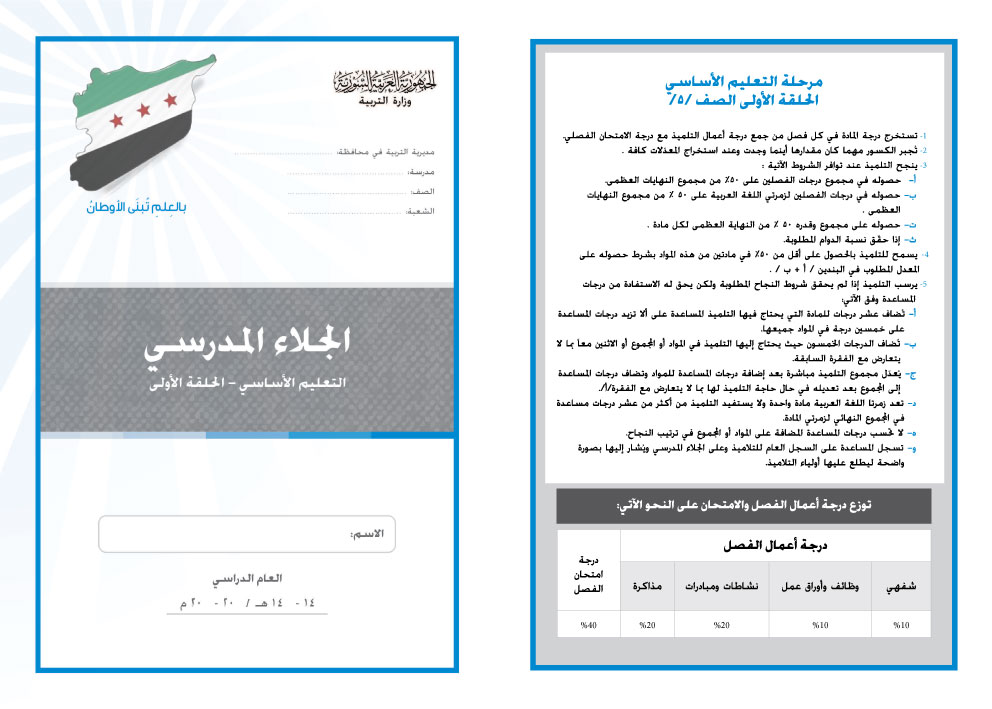 الجمهورية العربية السورية
وزارة التربية
مديرية التربية في محافظة:
مدرسة:
الصف:
الشعبة:
بالعِلمِ تُبنَى الأوطانُ
الجلاء المدرسي
التعليم الأساسي - الحلقة الأولى
الاسم:
العام الدراسي
١٤ - ١٤ هـ / ٢٠ - ٢٠ م
مرحلة التعليم الأساسي
الحلقة الأولى الصف /٥/
1- تستخرج درجة المادة في كل فصل من جمع درجة أعمال التلميذ مع درجة الامتحان الفصلي.
2- تُجبر الكسور مهما كان مقدارها أينما وجدت وعند استخراج المعدلات كافة .
3- ينجح التلميذ عند توافر الشروط الآتية :
أ- حصوله في مجموع درجات الفصلين على ٥٠٪ من مجموع النهايات العظمى.
ب- حصوله في درجات الفصلين لزمرتي اللغة العربية على ٥٠ ٪ من مجموع النهايات
العظمى .
ت- حصوله على مجموع وقدره ٥٠ ٪ من النهاية العظمى لكل مادة .
ث- إذا حقّق نسبة الدوام المطلوبة.
4- يسمح للتلميذ بالحصول على أقل من ٥٠٪ في مادتين من هذه المواد بشرط حصوله على
المعدل المطلوب في البندين / أ + ب / .
5- يرسب التلميذ إذا لم يحقق شروط النجاح المطلوبة ولكن يحق له الاستفادة من درجات
المساعدة وفق الآتي:
أ- تُضاف عشر درجات للمادة التي يحتاج فيها التلميذ المساعدة على ألا تزيد درجات المساعدة
على خمسين درجة في المواد جميعها.
ب- تُضاف الدرجات الخمسون حيث يحتاج إليها التلميذ في المواد أو المجموع أو الاثنين معاً بما لا
يتعارض مع الفقرة السابقة.
ج- يُعدل مجموع التلميذ مباشرة بعد إضافة درجات المساعدة للمواد وتضاف درجات المساعدة
إلى المجموع بعد تعديله في حال حاجة التلميذ لها بما لا يتعارض مع الفقرة/أ/.
د- تعد زمرتا اللغة العربية مادة واحدة ولا يستفيد التلميذ من أكثر من عشر درجات مساعدة
في المجموع النهائي لزمرتي المادة.
ه- لا تحسب درجات المساعدة المضافة على المواد أو المجموع في ترتيب النجاح.
و- تسجل المساعدة على السجل العام للتلاميذ وعلى الجلاء المدرسي ويُشار إليها بصورة
واضحة ليطلع عليها أولياء التلاميذ.
توزع درجة أعمال الفصل والامتحان على النحو الآتي:
درجة أعمال الفصل
درجة
امتحان
الفصل
شفهي وظائف وأوراق عمل نشاطات ومبادرات مذاكرة
%10 %10 %20 %20 %40